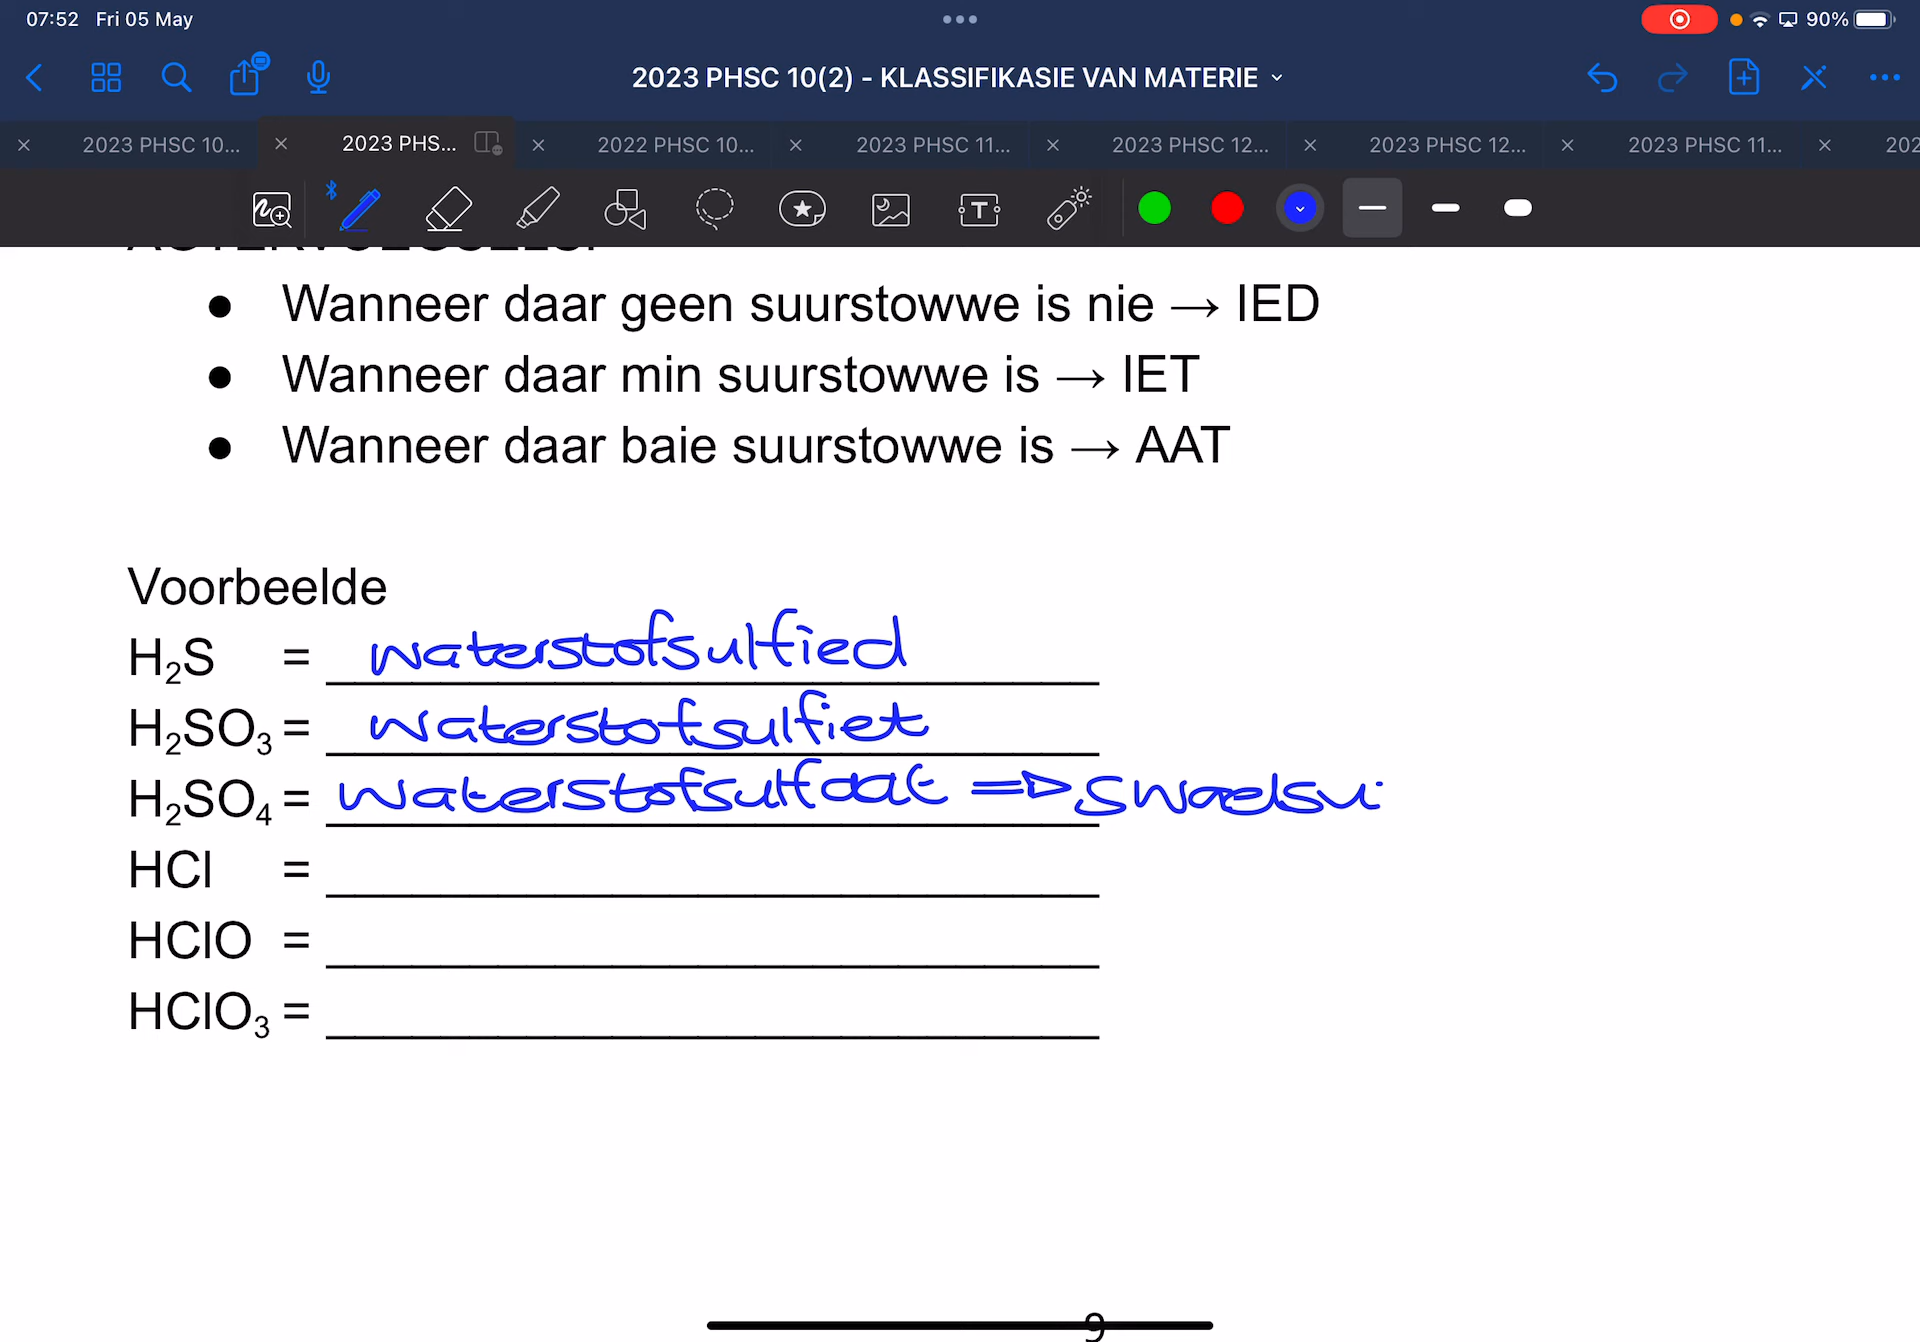 07:52 Fri 05 May
90%
2023 PHSC 10(2) - KLASSIFIKASIE VAN MATERIE
2023 PHSC 10... 2023 PHS... 2022 PHSC 10... 2023 PHSC 11... 2023 PHSC 12... 2023 PHSC 12... 2023 PHSC 11... 202
T
● Wanneer daar geen suurstowwe is nie → IED
● Wanneer daar min suurstowwe is → IET
● Wanneer daar baie suurstowwe is → AAT
Voorbeelde
H₂S = waterstofsulfied
H₂SO₃ = waterstofsulfiet
H₂SO₄ = waterstofsulfaat ⇒ swaelsu
HCl =
HClO =
HClO₃ =
9